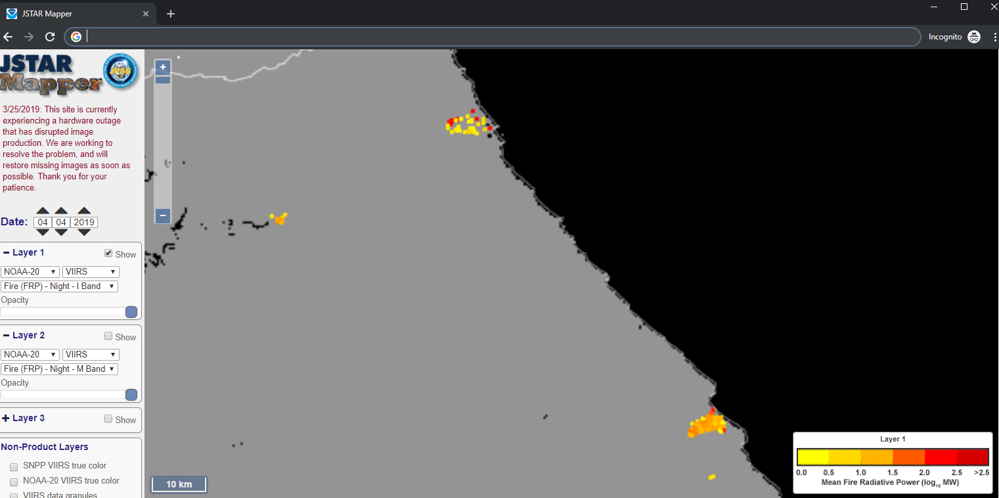 JSTAR Mapper
Incognito
JSTAR
Mapper
JPSS
3/25/2019: This site is currently
experiencing a hardware outage
that has disrupted image
production. We are working to
resolve the problem, and will
restore missing images as soon as
possible. Thank you for your
patience.
Date: 04 04 2019
Layer 1 Show
NOAA-20 VIIRS
Fire (FRP) - Night - I Band
Opacity
Layer 2 Show
NOAA-20 VIIRS
Fire (FRP) - Night - M Band
Opacity
Layer 3 Show
Non-Product Layers
SNPP VIIRS true color
NOAA-20 VIIRS true color
VIIRS data granules
10 km
Layer 1
0.0 0.5 1.0 1.5 2.0 2.5 >2.5
Mean Fire Radiative Power (log10 MW)